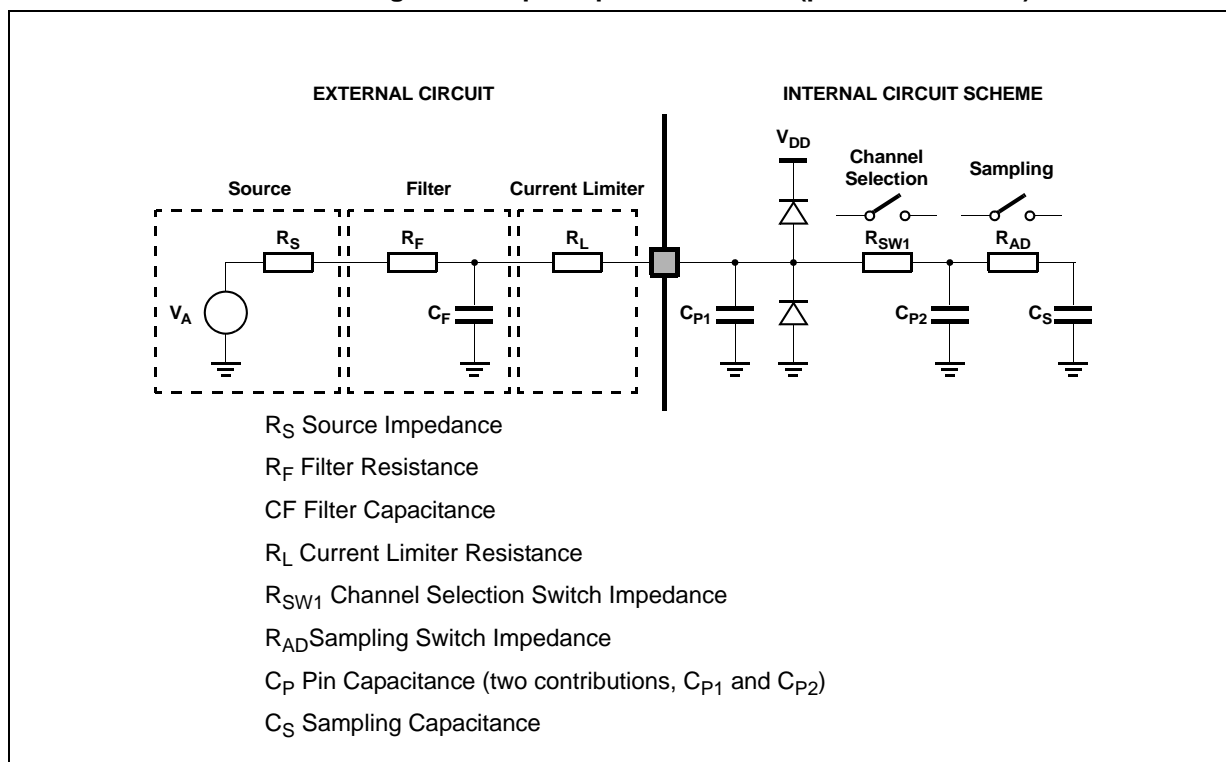 EXTERNAL CIRCUIT
INTERNAL CIRCUIT SCHEME
VDD
Channel
Selection
Sampling
Source
Filter
Current Limiter
RS
RF
RL
RSW1
RAD
VA
CF
CP1
CP2
CS
RS Source Impedance
RF Filter Resistance
CF Filter Capacitance
RL Current Limiter Resistance
RSW1 Channel Selection Switch Impedance
RADSampling Switch Impedance
CP Pin Capacitance (two contributions, CP1 and CP2)
CS Sampling Capacitance